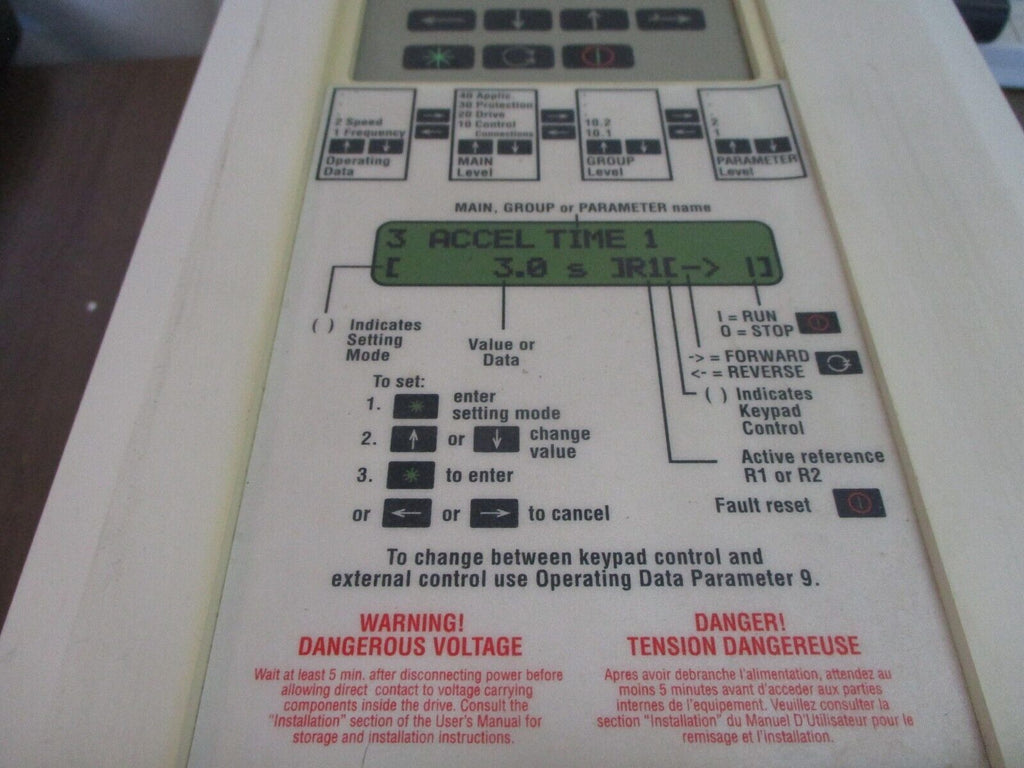 2 Speed
1 Frequency
Operating
Data
40 Applic.
30 Protection
20 Drive
10 Control
Connections
MAIN
Level
10.2
10.1
GROUP
Level
2
1
PARAMETER
Level
MAIN, GROUP or PARAMETER name
3 ACCEL TIME 1
[ 3.0 s ]R1[-> I]
( ) Indicates
Setting
Mode
Value or
Data
I = RUN
O = STOP
-> = FORWARD
<- = REVERSE
( ) Indicates
Keypad
Control
Active reference
R1 or R2
Fault reset
To set:
1. enter
setting mode
2. or change
value
3. to enter
or or to cancel
To change between keypad control and
external control use Operating Data Parameter 9.
WARNING!
DANGEROUS VOLTAGE
Wait at least 5 min. after disconnecting power before
allowing direct contact to voltage carrying
components inside the drive. Consult the
"Installation" section of the User's Manual for
storage and installation instructions.
DANGER!
TENSION DANGEREUSE
Apres avoir debranche l'alimentation, attendez au
moins 5 minutes avant d'acceder aux parties
internes de l'equipement. Veuillez consulter la
section "Installation" du Manuel D'Utilisateur pour le
remisage et l'installation.